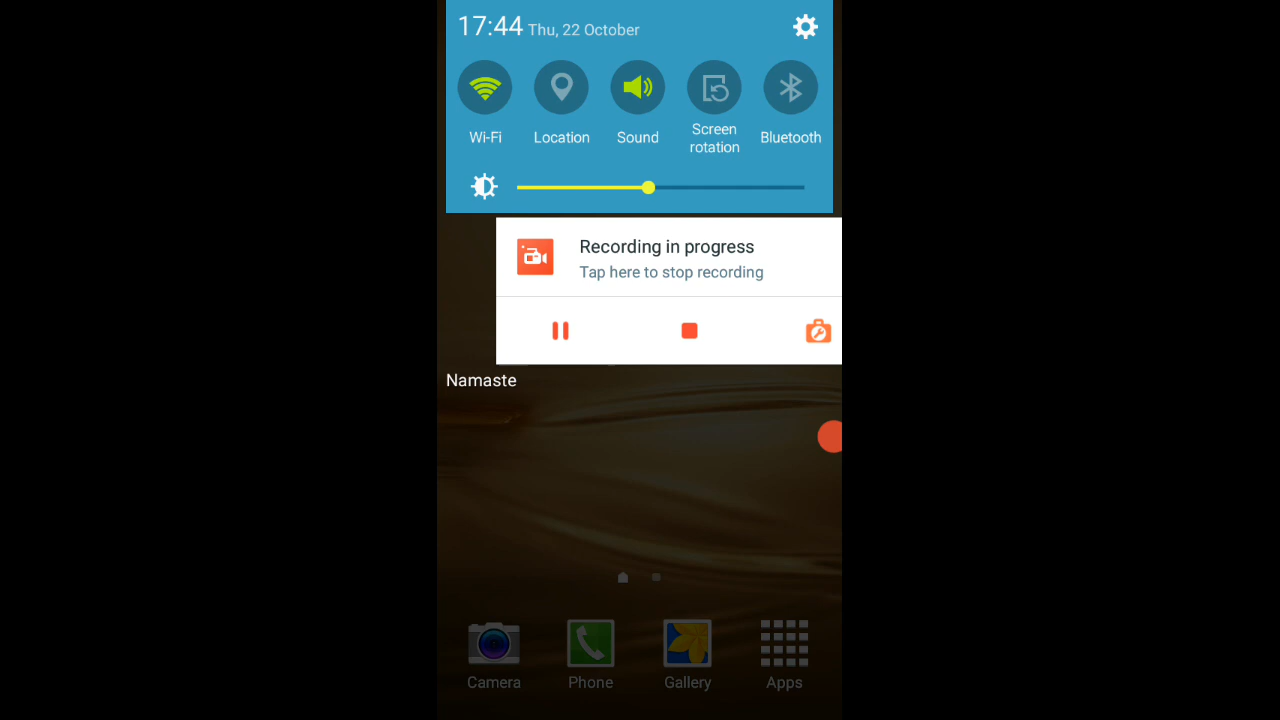 17:44 Thu, 22 October
Wi-Fi
Location
Sound
Screen
rotation
Bluetooth
Recording in progress
Tap here to stop recording
Namaste
Camera
Phone
Gallery
Apps